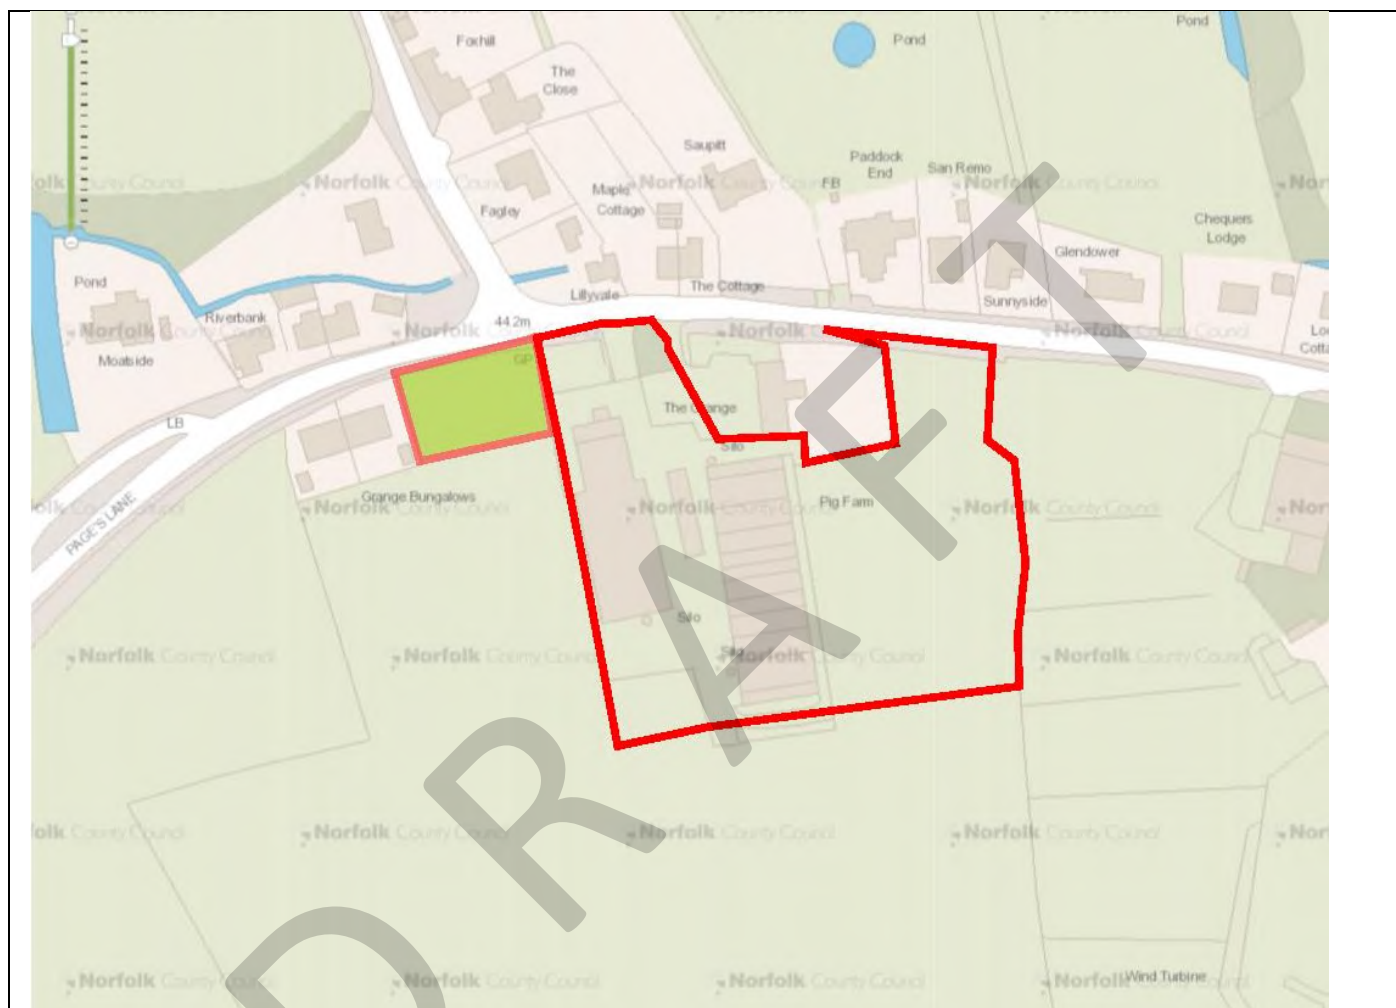 Pond
Foxhill
Pond
The
Close
Saupitt
Paddock
End
San Remo
FB
Maple
Cottage
Fagley
Chequers
Lodge
Glendower
Pond
The Cottage
Lillyvale
Sunnyside
Riverbank
44.2m
Moatside
The Grange
LB
Silo
Grange Bungalows
Pig Farm
PAGE'S LANE
Silo
Silo
Wind Turbine
Norfolk County Council
DRAFT